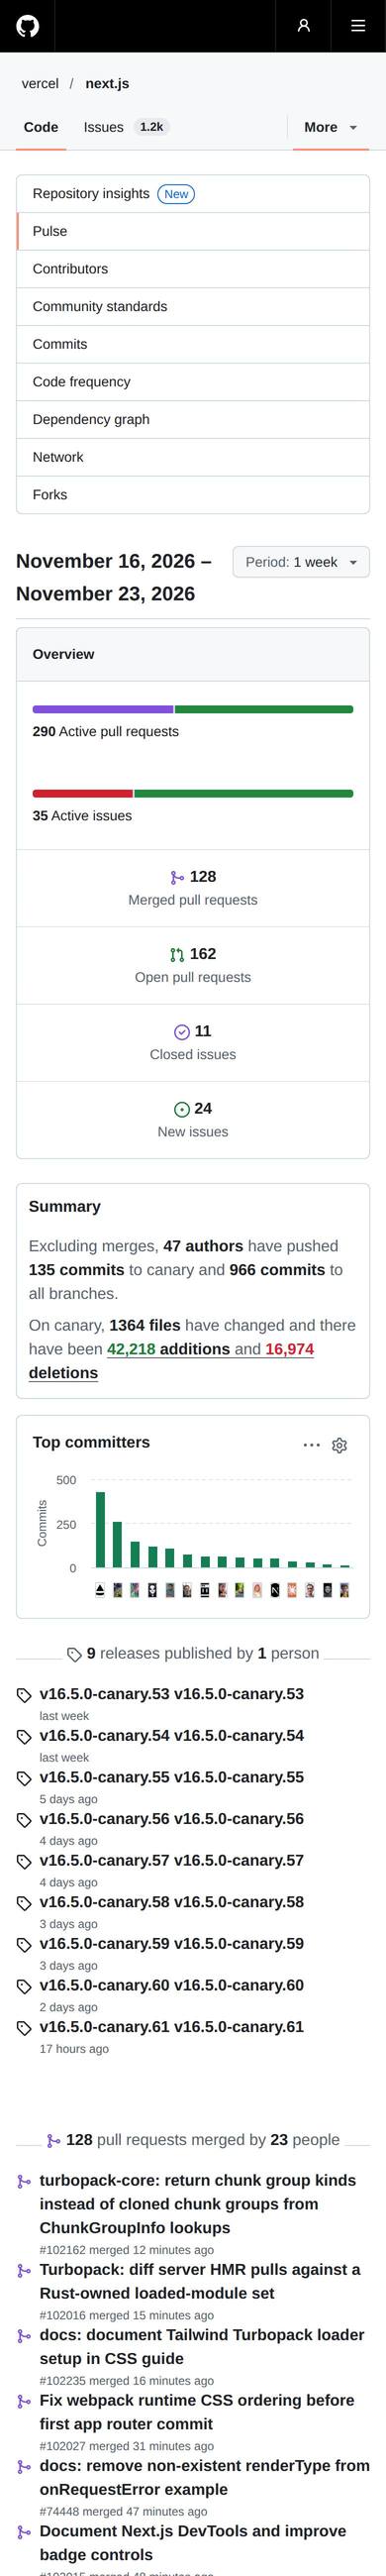 vercel / next.js
Code Issues 1.2k More
Repository insights New
Pulse
Contributors
Community standards
Commits
Code frequency
Dependency graph
Network
Forks
November 16, 2026 –
November 23, 2026
Period: 1 week
Overview
290 Active pull requests
35 Active issues
128
Merged pull requests
162
Open pull requests
11
Closed issues
24
New issues
Summary
Excluding merges, 47 authors have pushed
135 commits to canary and 966 commits to
all branches.
On canary, 1364 files have changed and there
have been 42,218 additions and 16,974
deletions
Top committers
500
250
0
Commits
9 releases published by 1 person
v16.5.0-canary.53 v16.5.0-canary.53
last week
v16.5.0-canary.54 v16.5.0-canary.54
last week
v16.5.0-canary.55 v16.5.0-canary.55
5 days ago
v16.5.0-canary.56 v16.5.0-canary.56
4 days ago
v16.5.0-canary.57 v16.5.0-canary.57
4 days ago
v16.5.0-canary.58 v16.5.0-canary.58
3 days ago
v16.5.0-canary.59 v16.5.0-canary.59
3 days ago
v16.5.0-canary.60 v16.5.0-canary.60
2 days ago
v16.5.0-canary.61 v16.5.0-canary.61
17 hours ago
128 pull requests merged by 23 people
turbopack-core: return chunk group kinds
instead of cloned chunk groups from
ChunkGroupInfo lookups
#102162 merged 12 minutes ago
Turbopack: diff server HMR pulls against a
Rust-owned loaded-module set
#102016 merged 15 minutes ago
docs: document Tailwind Turbopack loader
setup in CSS guide
#102235 merged 16 minutes ago
Fix webpack runtime CSS ordering before
first app router commit
#102027 merged 31 minutes ago
docs: remove non-existent renderType from
onRequestError example
#74448 merged 47 minutes ago
Document Next.js DevTools and improve
badge controls